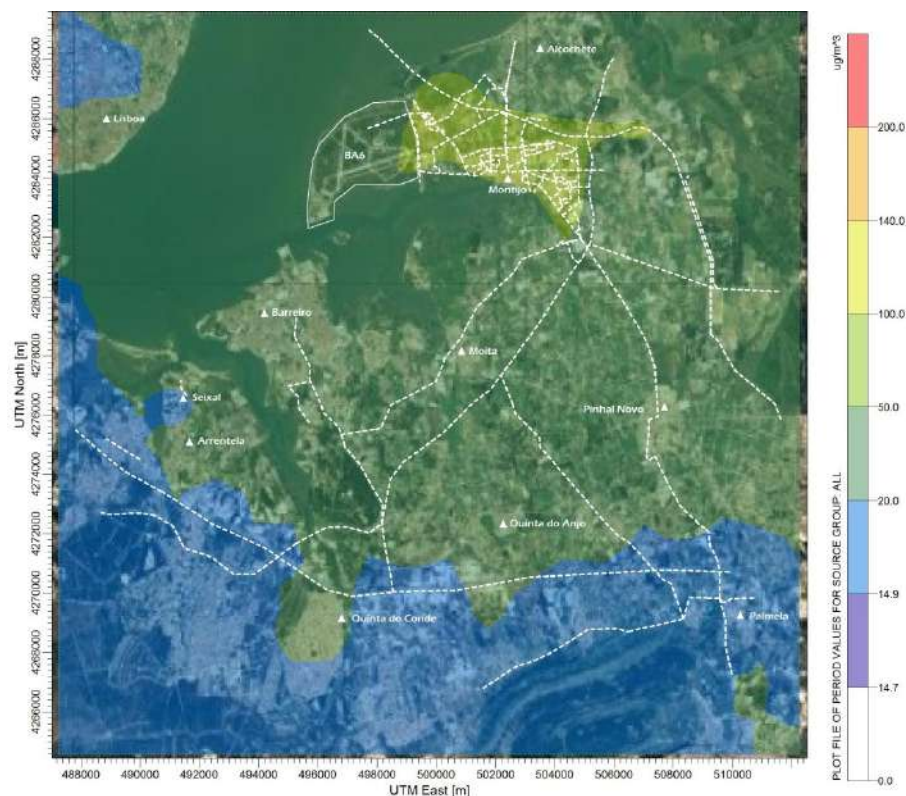 ug/m^3
4288000
Alcochete
Lisboa
4286000
200.0
BA6
4284000
Montijo
140.0
4282000
4280000
Barreiro
100.0
Moita
4278000
UTM North [m]
Seixal
Pinhal Novo
4276000
Arrentela
50.0
4274000
Quinta do Anjo
20.0
4272000
4270000
Quinta do Conde
Palmela
14.9
4268000
14.7
4266000
PLOT FILE OF PERIOD VALUES FOR SOURCE GROUP: ALL
0.0
488000 490000 492000 494000 496000 498000 500000 502000 504000 506000 508000 510000
UTM East [m]